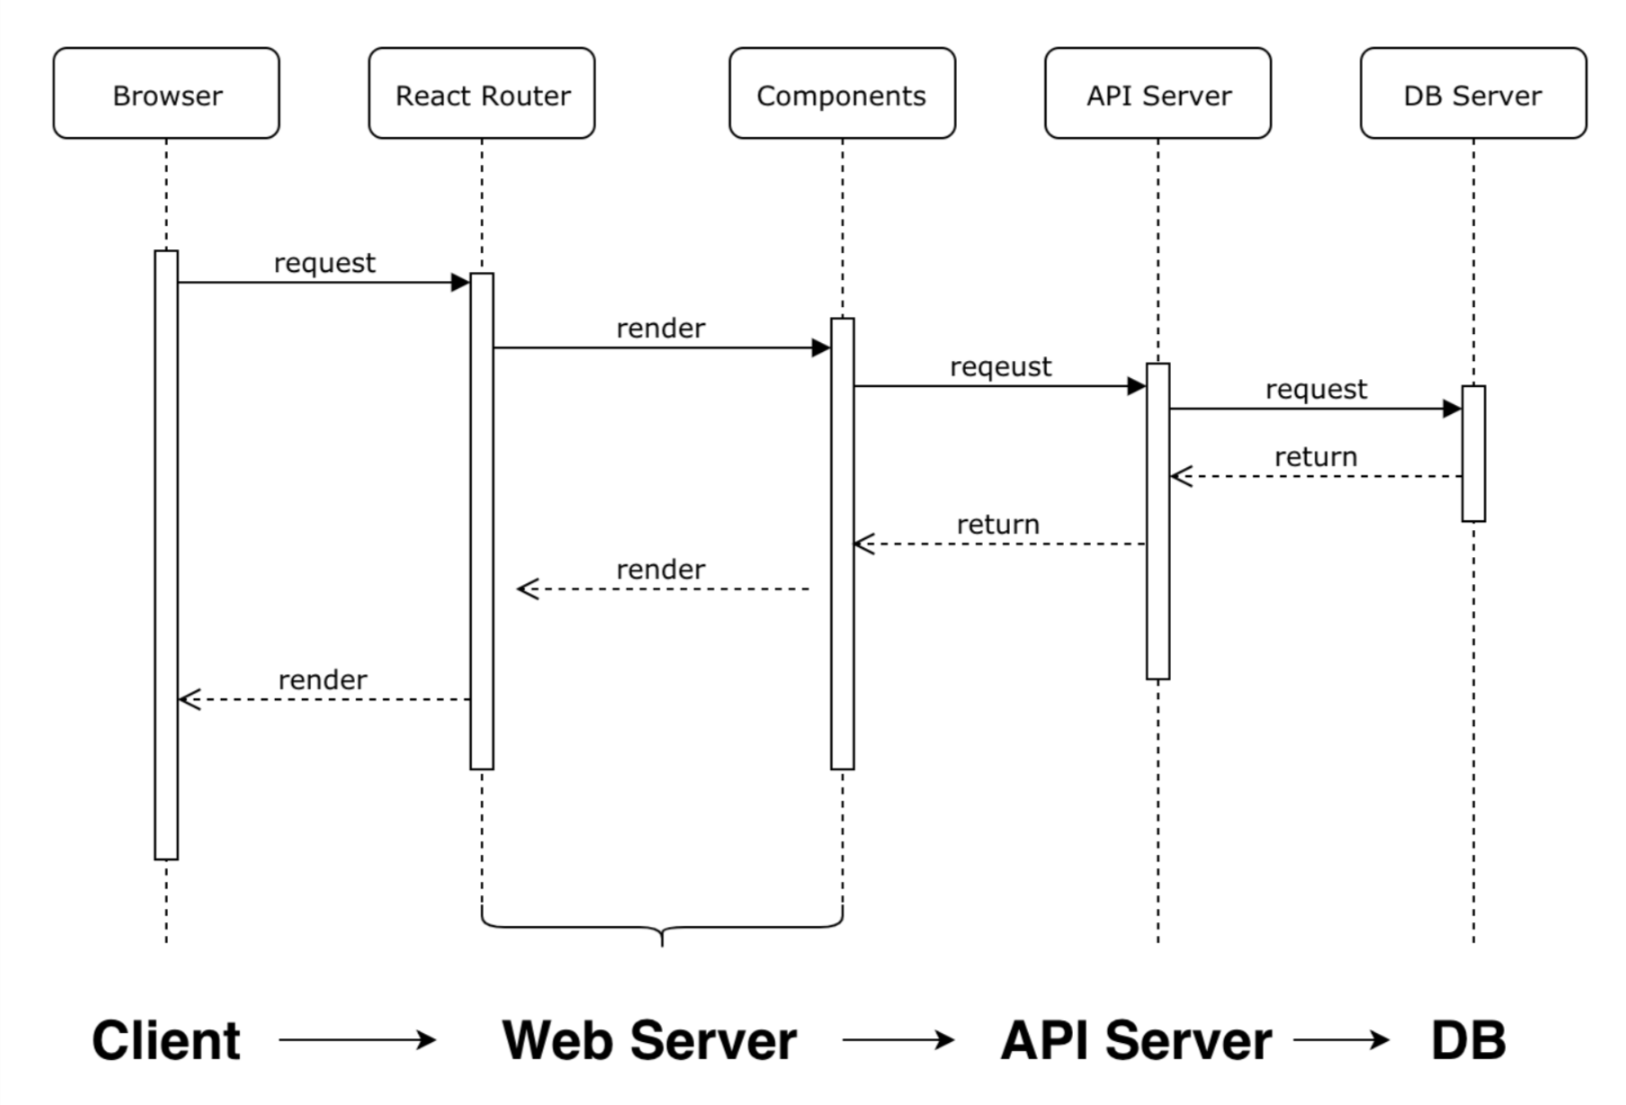 Browser
React Router
Components
API Server
DB Server
request
render
reqeust
request
return
return
render
render
Client
Web Server
API Server
DB